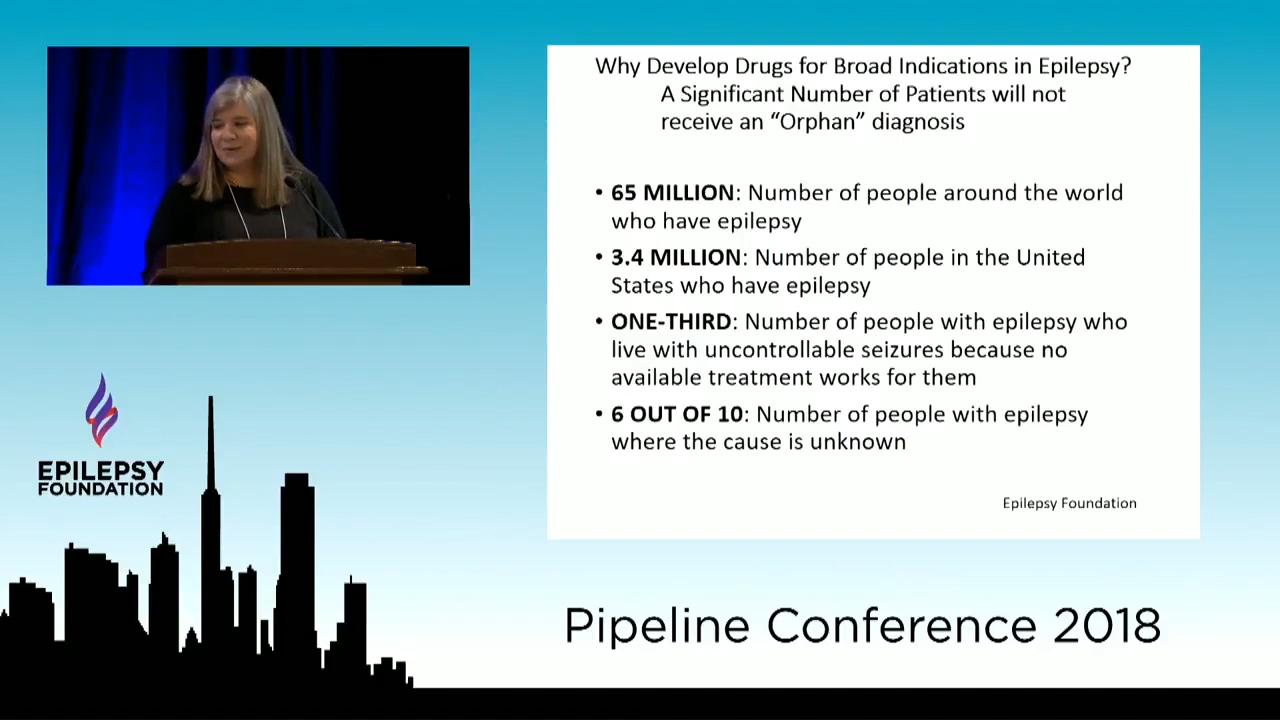 Why Develop Drugs for Broad Indications in Epilepsy?
A Significant Number of Patients will not
receive an “Orphan” diagnosis
• 65 MILLION: Number of people around the world
who have epilepsy
• 3.4 MILLION: Number of people in the United
States who have epilepsy
• ONE-THIRD: Number of people with epilepsy who
live with uncontrollable seizures because no
available treatment works for them
• 6 OUT OF 10: Number of people with epilepsy
where the cause is unknown
Epilepsy Foundation
EPILEPSY
FOUNDATION
Pipeline Conference 2018